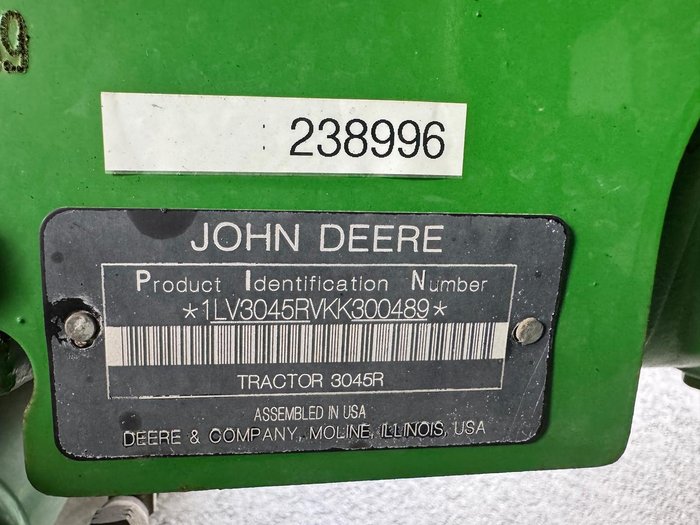 : 238996
JOHN DEERE
Product Identification Number
*1LV3045RVKK300489*
TRACTOR 3045R
ASSEMBLED IN USA
DEERE & COMPANY, MOLINE, ILLINOIS, USA